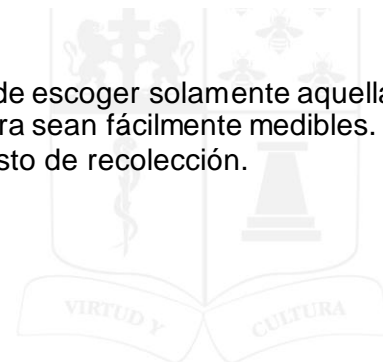 de escoger solamente aquella
ra sean fácilmente medibles.
sto de recolección.
VIRTUD Y CULTURA